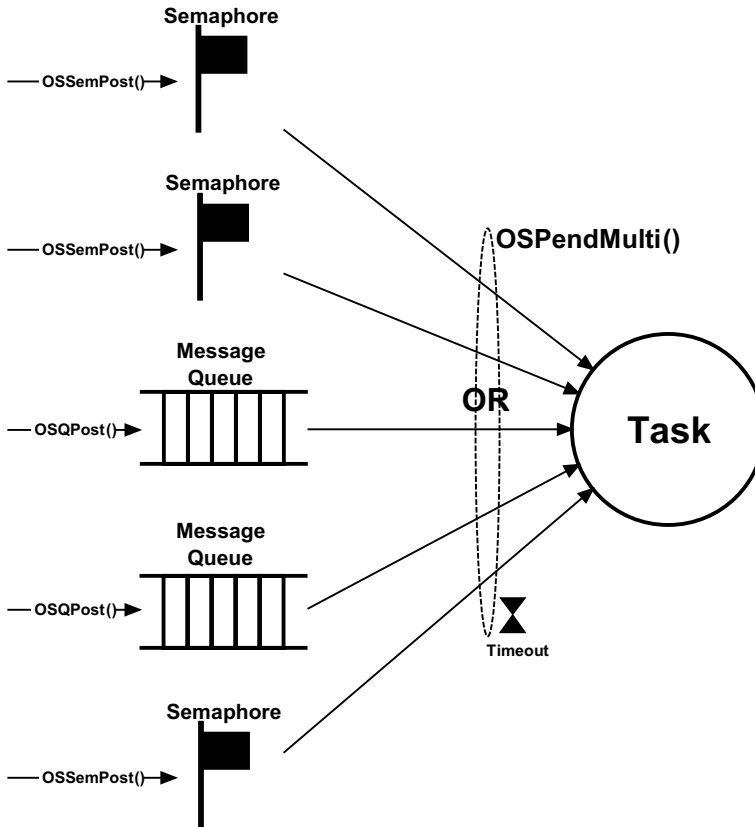 Semaphore
OSSemPost()
Semaphore
OSSemPost()
OSPendMulti()
Message
Queue
OSQPost()
OR
Task
Message
Queue
OSQPost()
Timeout
Semaphore
OSSemPost()